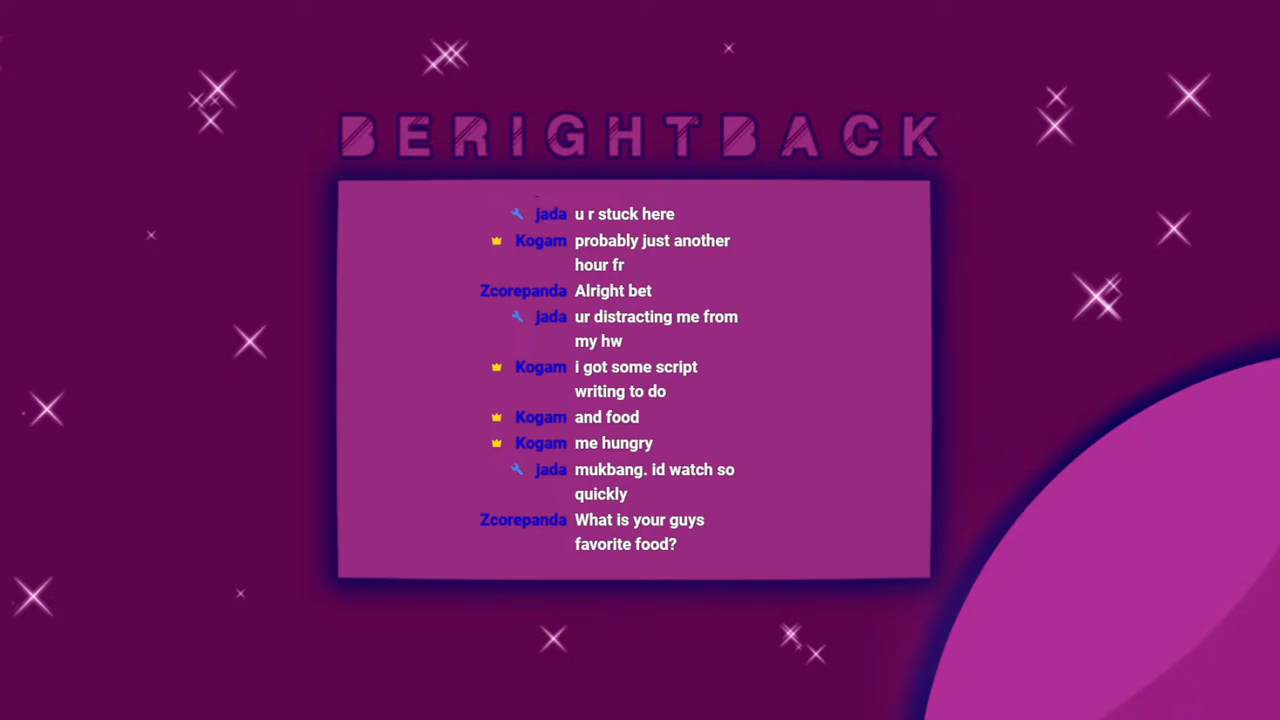 BERIGHTBACK
jada u r stuck here
Kogam probably just another
hour fr
Zcorepanda Alright bet
jada ur distracting me from
my hw
Kogam i got some script
writing to do
Kogam and food
Kogam me hungry
jada mukbang. id watch so
quickly
Zcorepanda What is your guys
favorite food?